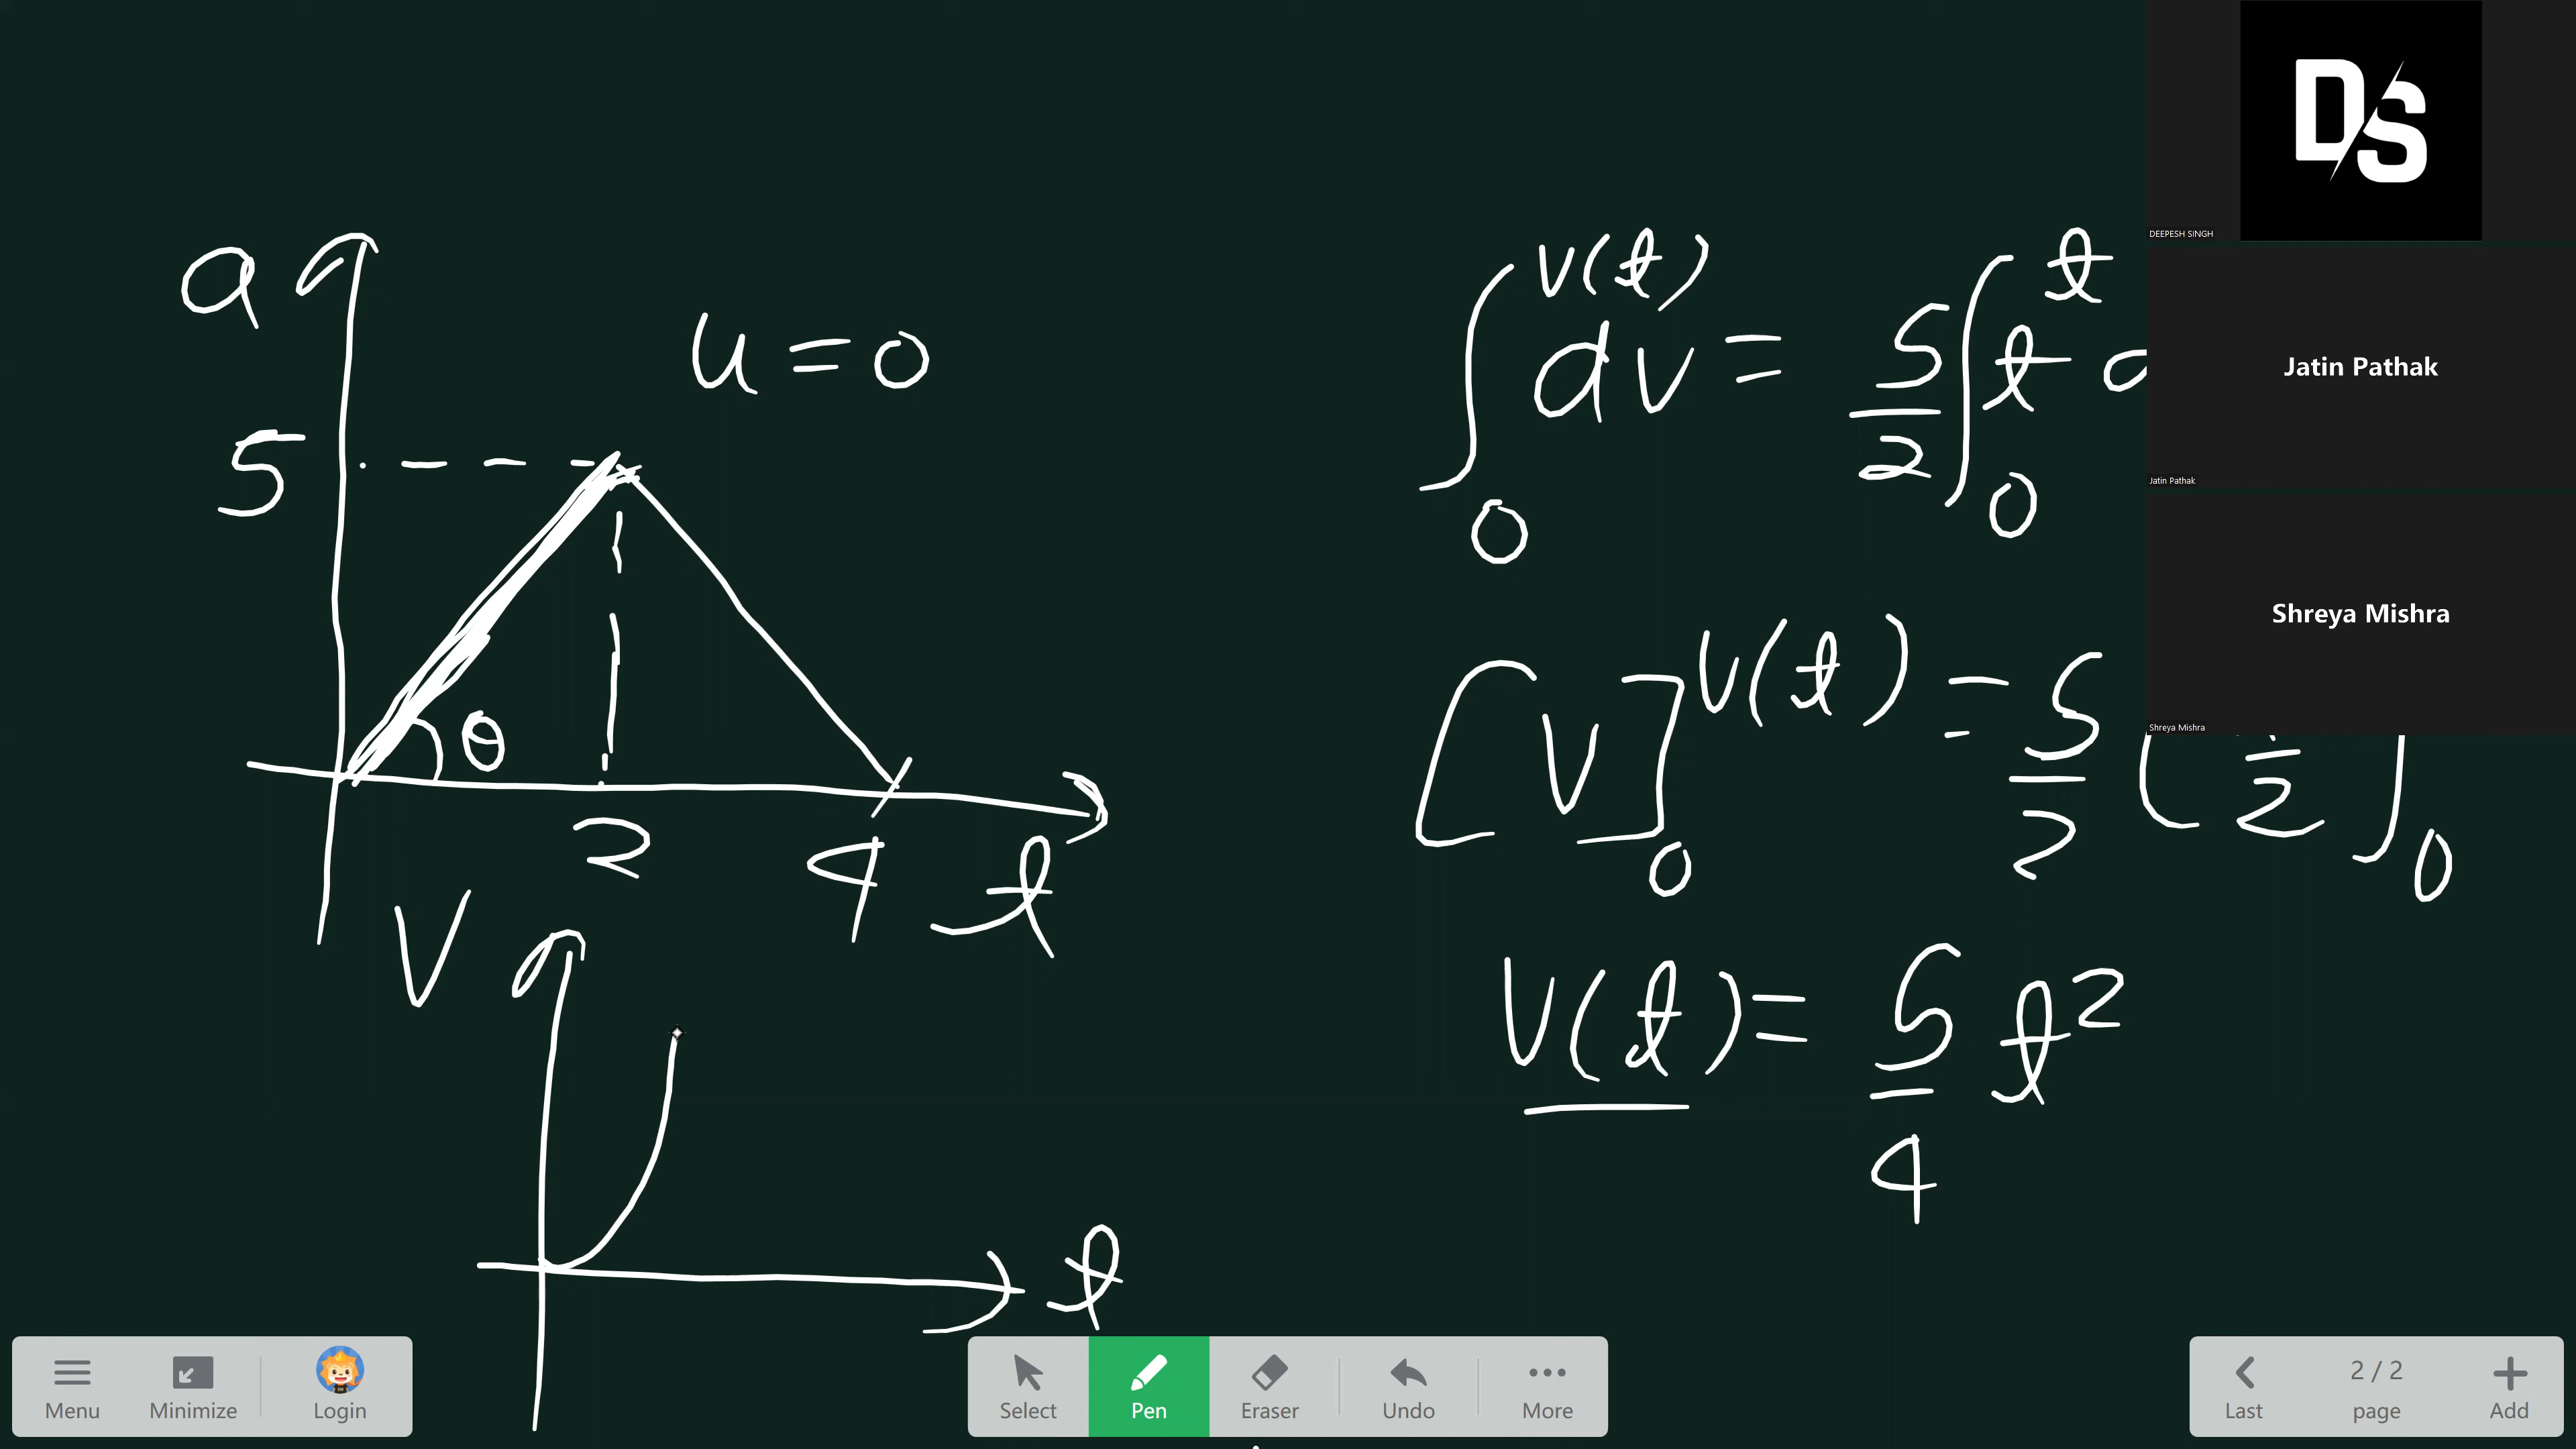 a
u = 0
5
θ
2
4
t
V
t
∫ dv = 5/2 ∫ t
V(t)
0
t
0
[V] V(t) 0 = 5/2 [ 2 ] 0
V(t) = 5/4 t²
DS
DEEPESH SINGH
Jatin Pathak
Jatin Pathak
Shreya Mishra
Shreya Mishra
Menu
Minimize
Login
Select
Pen
Eraser
Undo
More
Last
2 / 2
page
Add